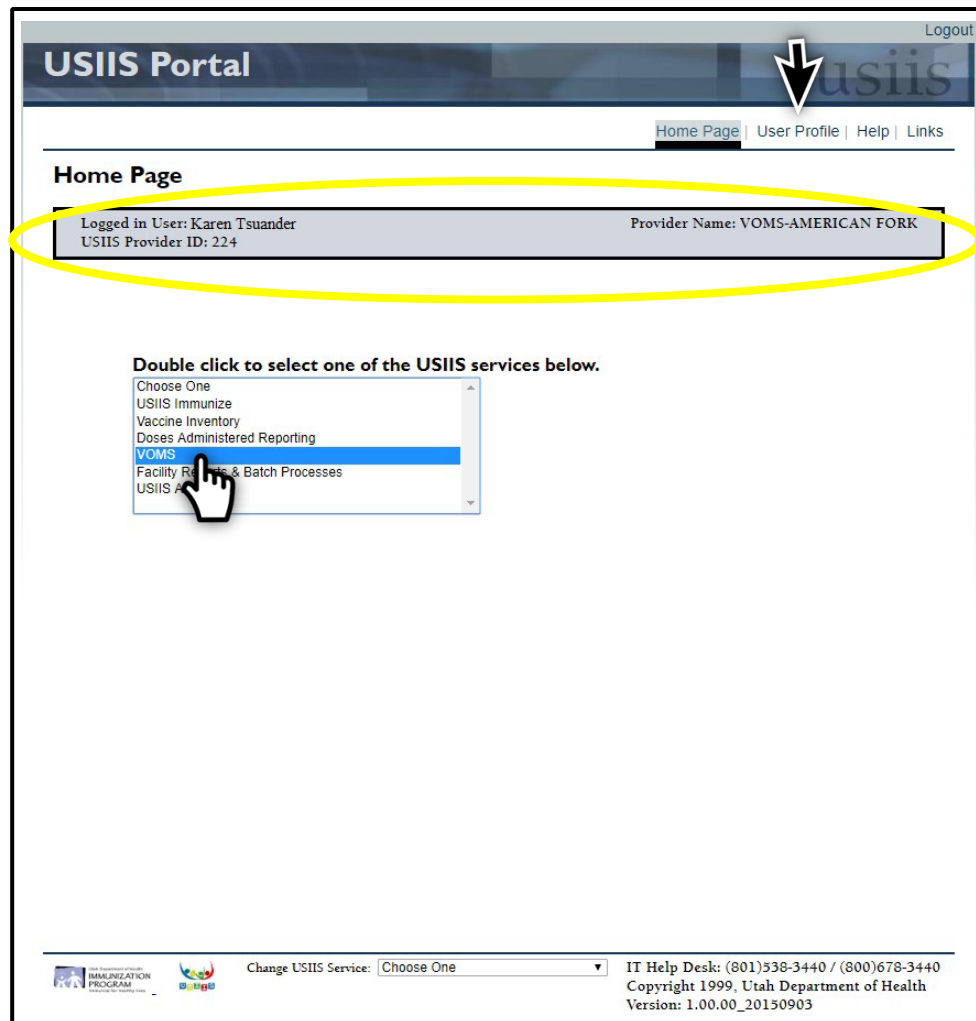 Logout
USIIS Portal
usiis
Home Page | User Profile | Help | Links
Home Page
Logged in User: Karen Tsuander
Provider Name: VOMS-AMERICAN FORK
USIIS Provider ID: 224
Double click to select one of the USIIS services below.
Choose One
USIIS Immunize
Vaccine Inventory
Doses Administered Reporting
VOMS
Facility & Batch Processes
USIIS
Change USIIS Service: Choose One
IT Help Desk: (801)538-3440 / (800)678-3440
Copyright 1999, Utah Department of Health
Version: 1.00.00_20150903
Utah Department of Health
IMMUNIZATION
PROGRAM